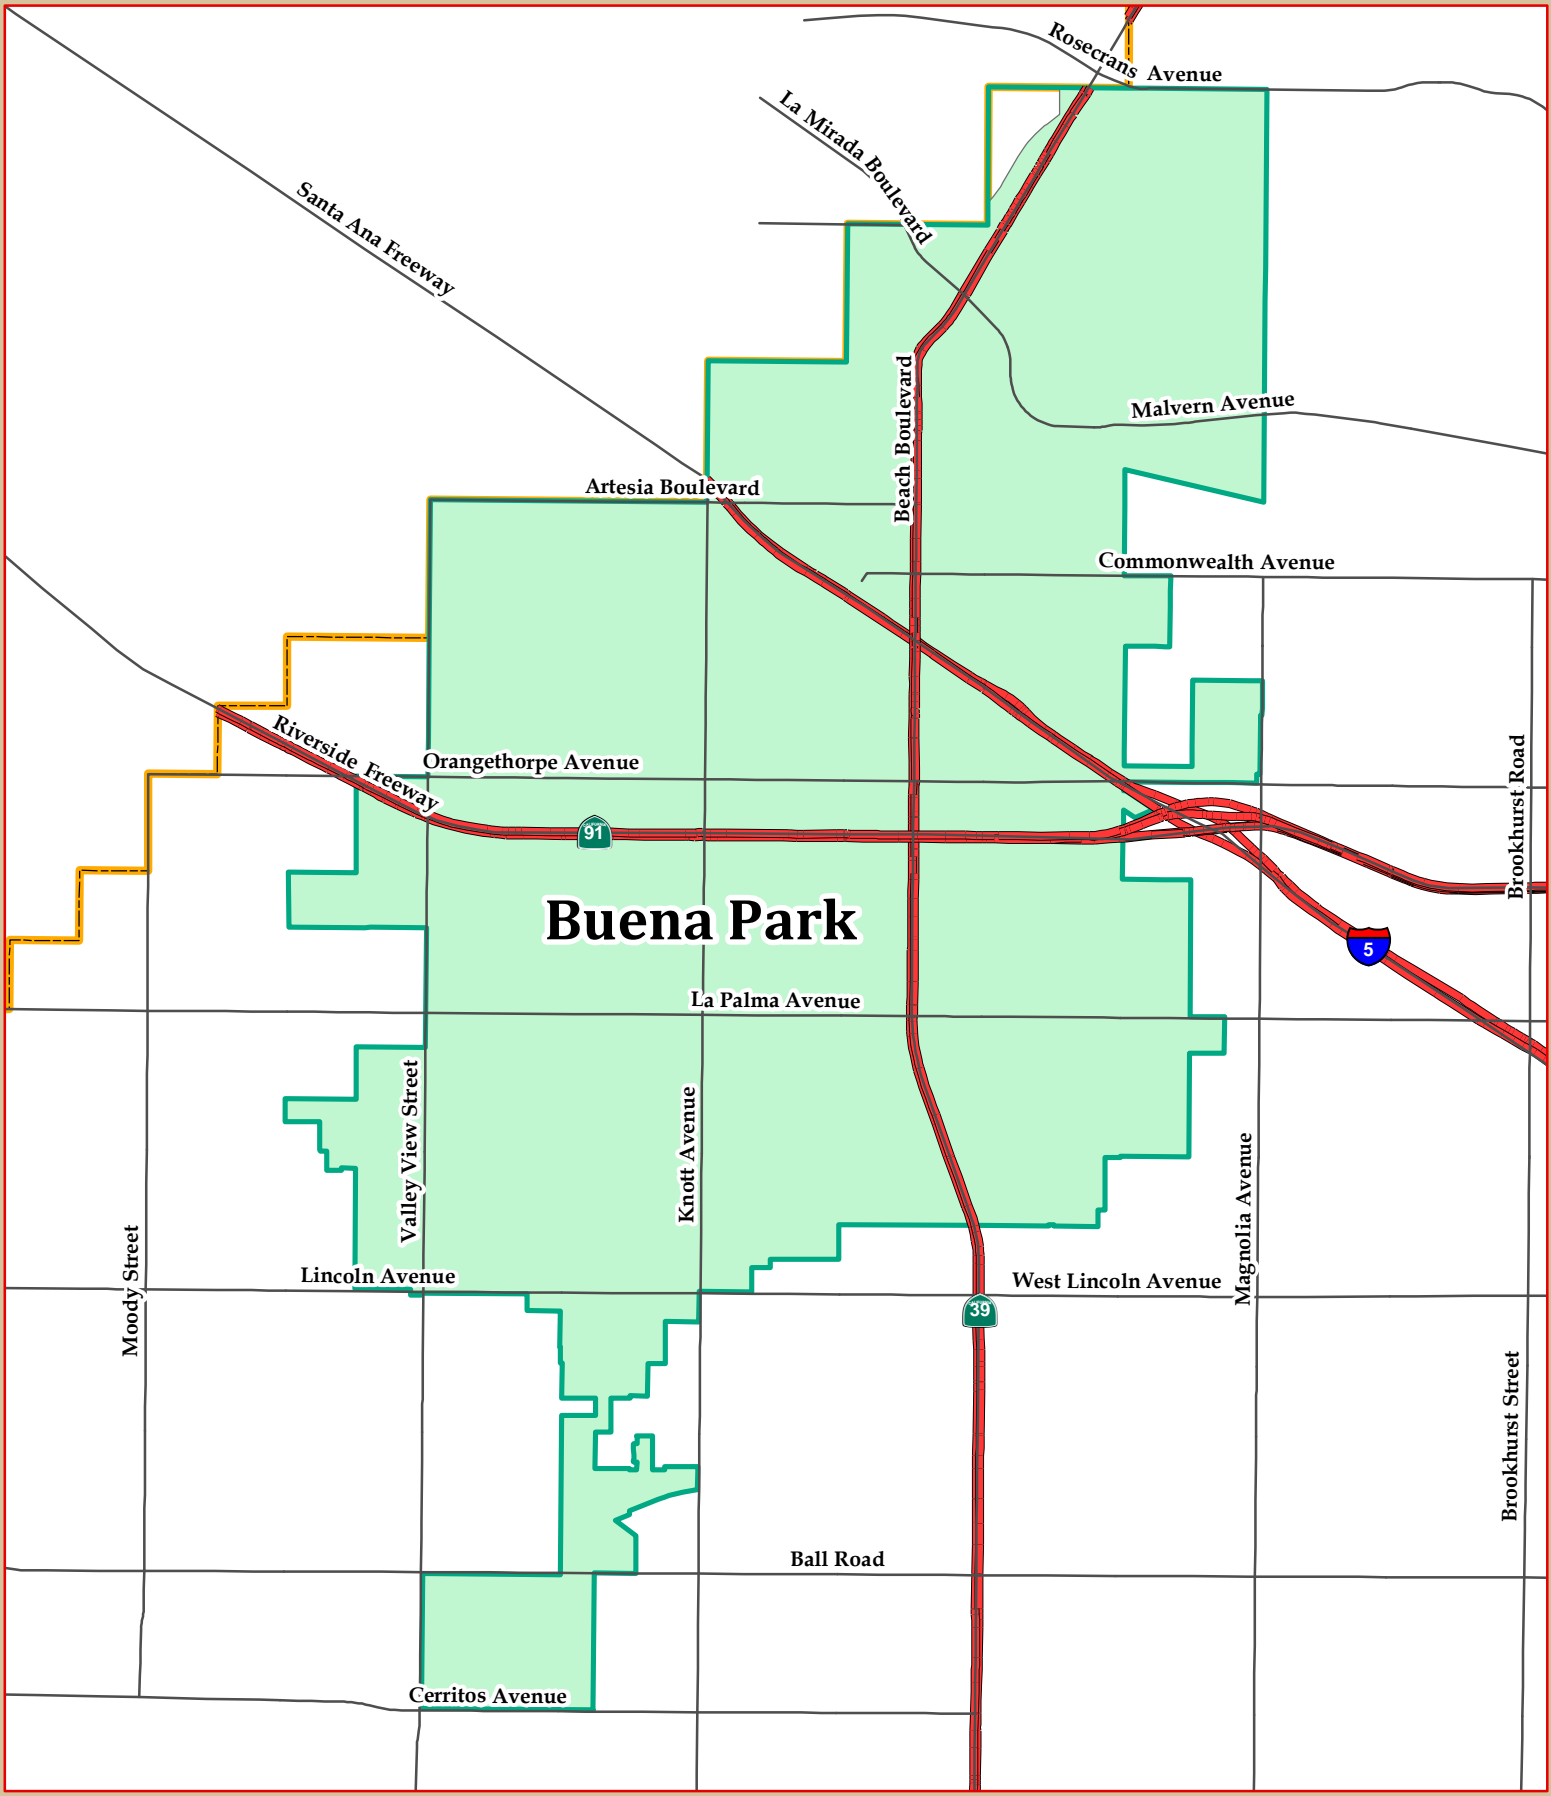 Rosecrans Avenue
La Mirada Boulevard
Santa Ana Freeway
Beach Boulevard
Malvern Avenue
Artesia Boulevard
Commonwealth Avenue
Riverside Freeway
Orangethorpe Avenue
Brookhurst Road
91
Buena Park
5
La Palma Avenue
Valley View Street
Knott Avenue
Magnolia Avenue
Moody Street
Lincoln Avenue
West Lincoln Avenue
39
Brookhurst Street
Ball Road
Cerritos Avenue